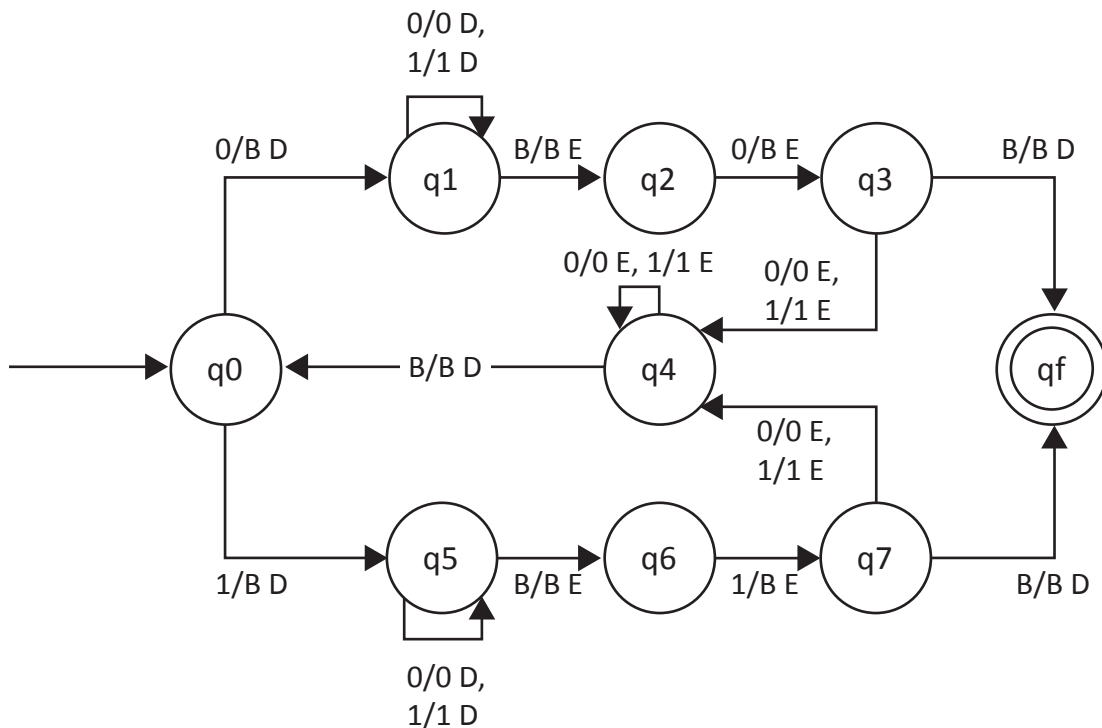 0/0 D,
1/1 D
0/B D
q1
B/B E
q2
0/B E
q3
B/B D
0/0 E, 1/1 E
0/0 E,
1/1 E
q0
B/B D
q4
qf
0/0 E,
1/1 E
1/B D
q5
B/B E
q6
1/B E
q7
B/B D
0/0 D,
1/1 D